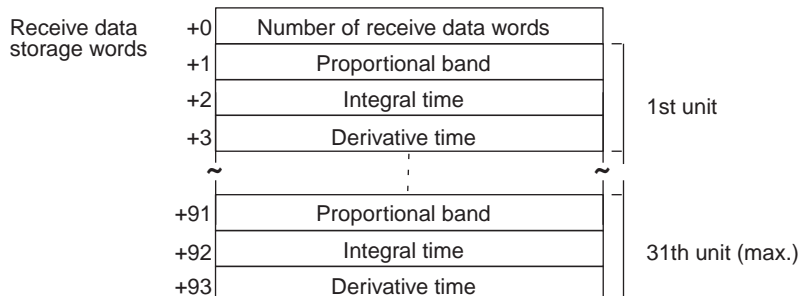 Receive data
storage words
+0 Number of receive data words
+1 Proportional band
+2 Integral time
+3 Derivative time
1st unit
~ ~
+91 Proportional band
+92 Integral time
+93 Derivative time
31th unit (max.)